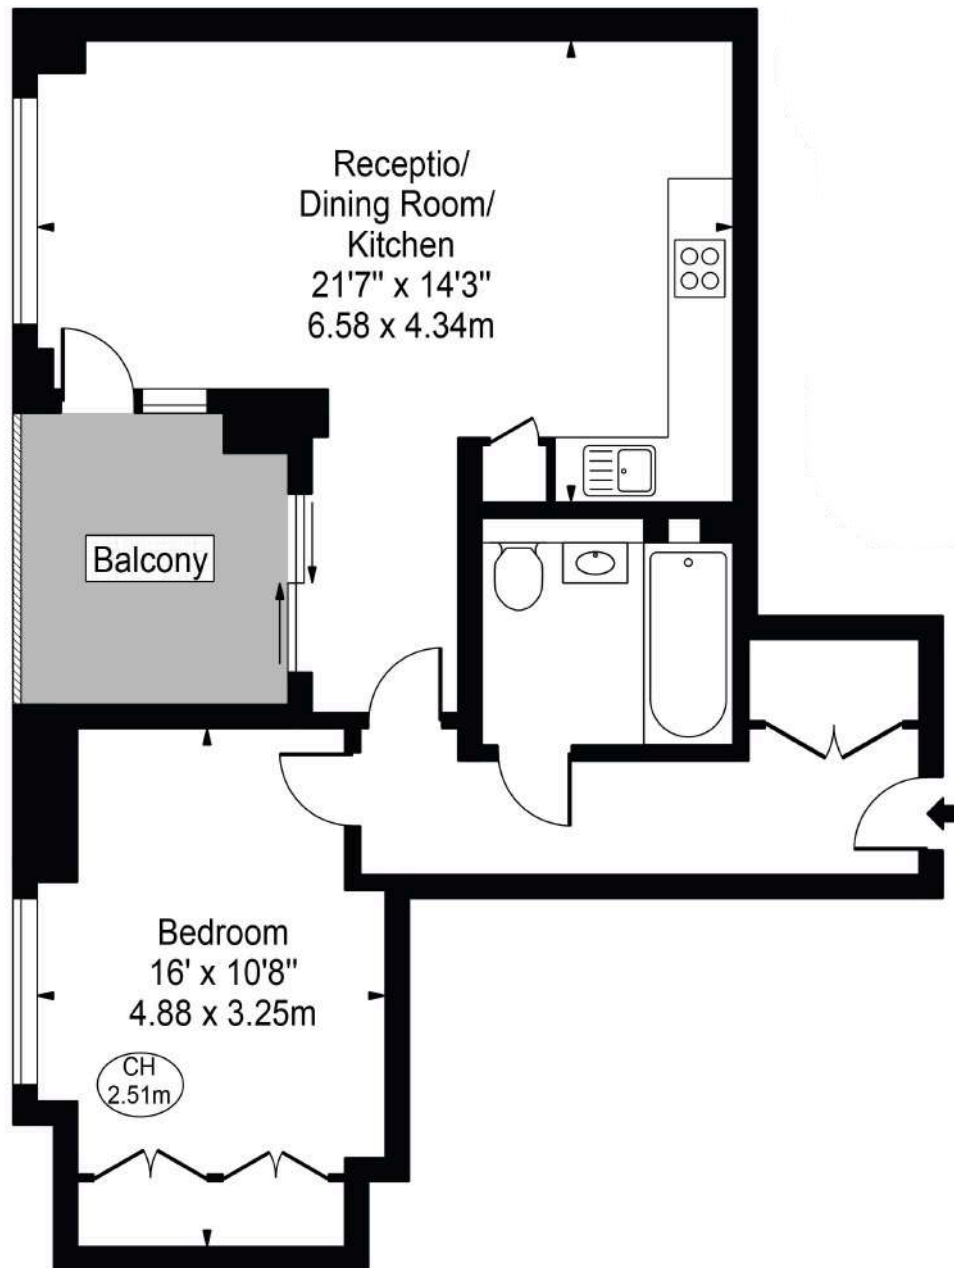 Receptio/
Dining Room/
Kitchen
21'7" x 14'3"
6.58 x 4.34m
Balcony
Bedroom
16' x 10'8"
4.88 x 3.25m
CH
2.51m